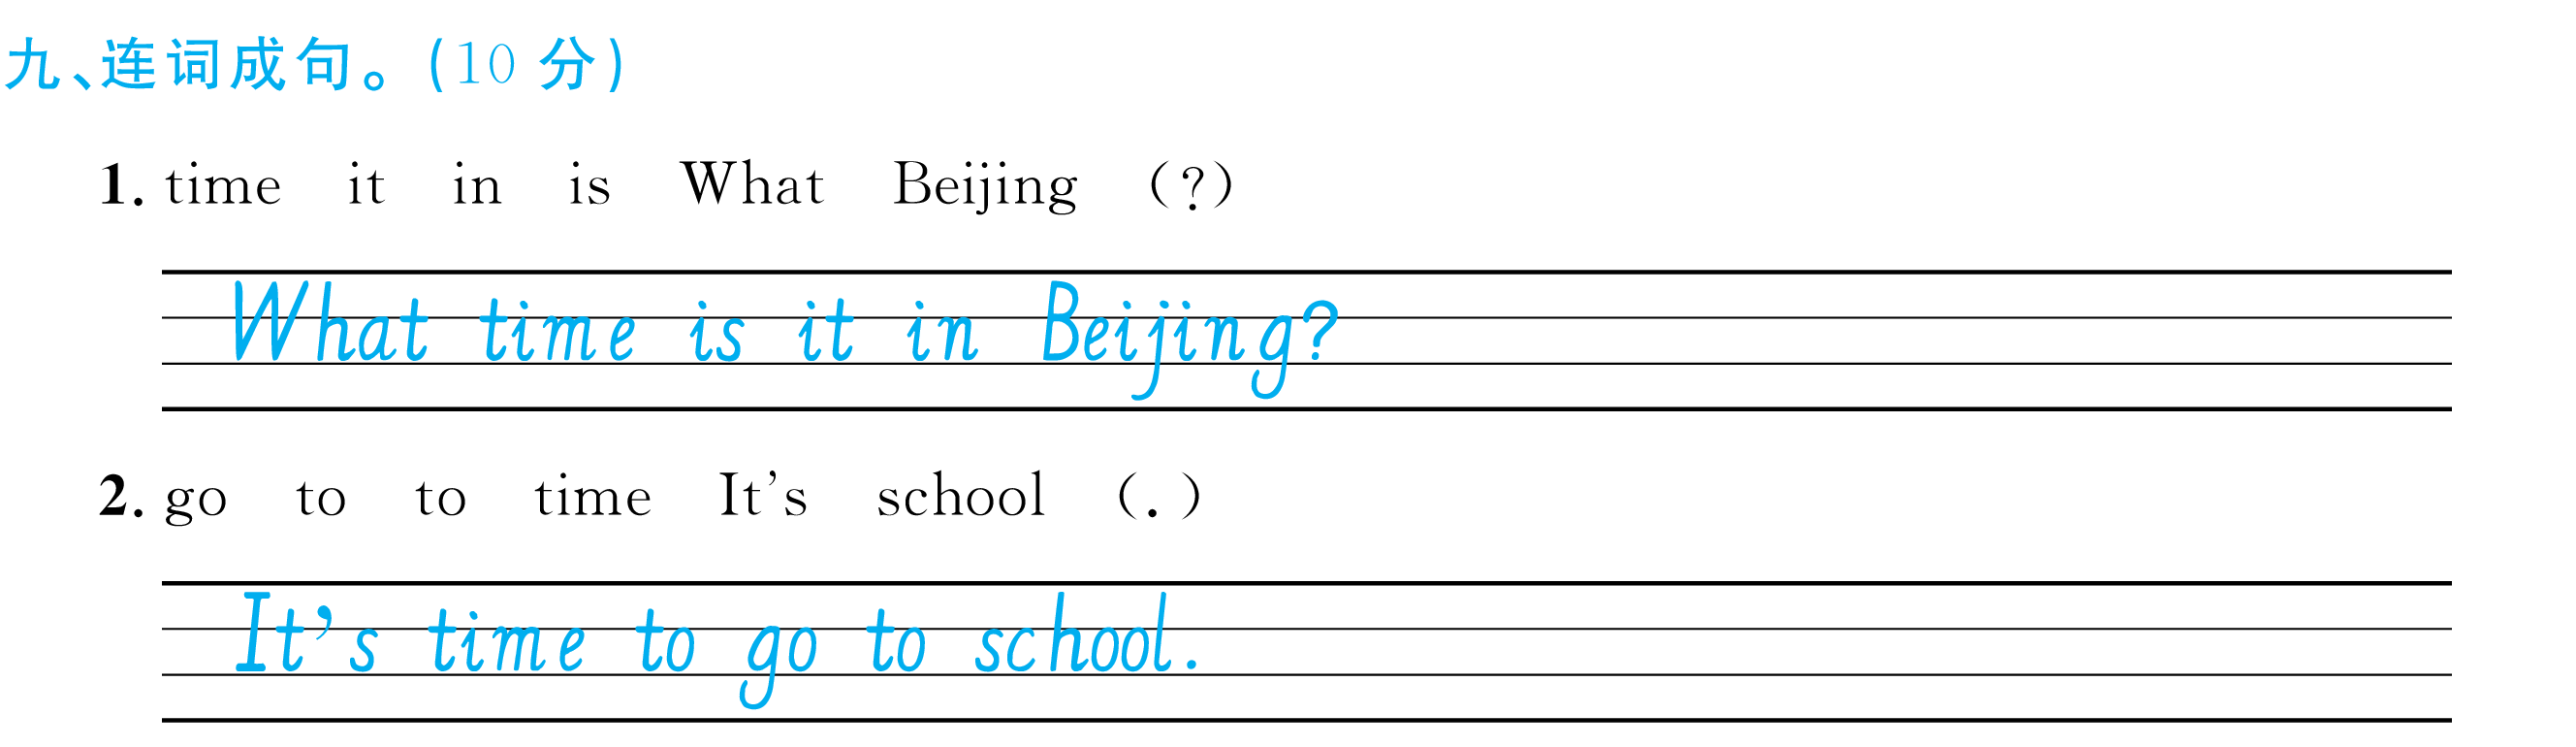 九、连词成句。(10 分)
1. time it in is What Beijing (?)
What time is it in Beijing?
2. go to to time It's school (.)
It's time to go to school.